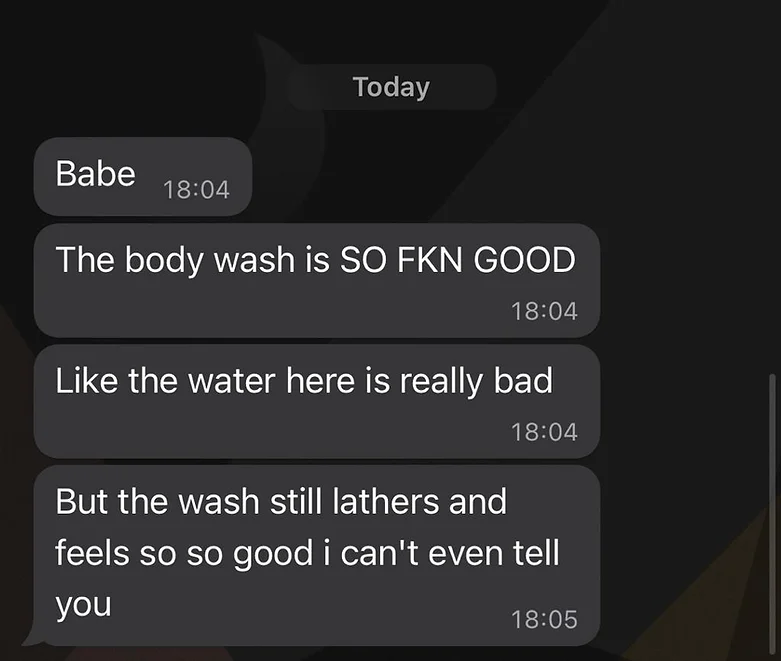 Today
Babe 18:04
The body wash is SO FKN GOOD
18:04
Like the water here is really bad
18:04
But the wash still lathers and
feels so so good i can't even tell
you 18:05